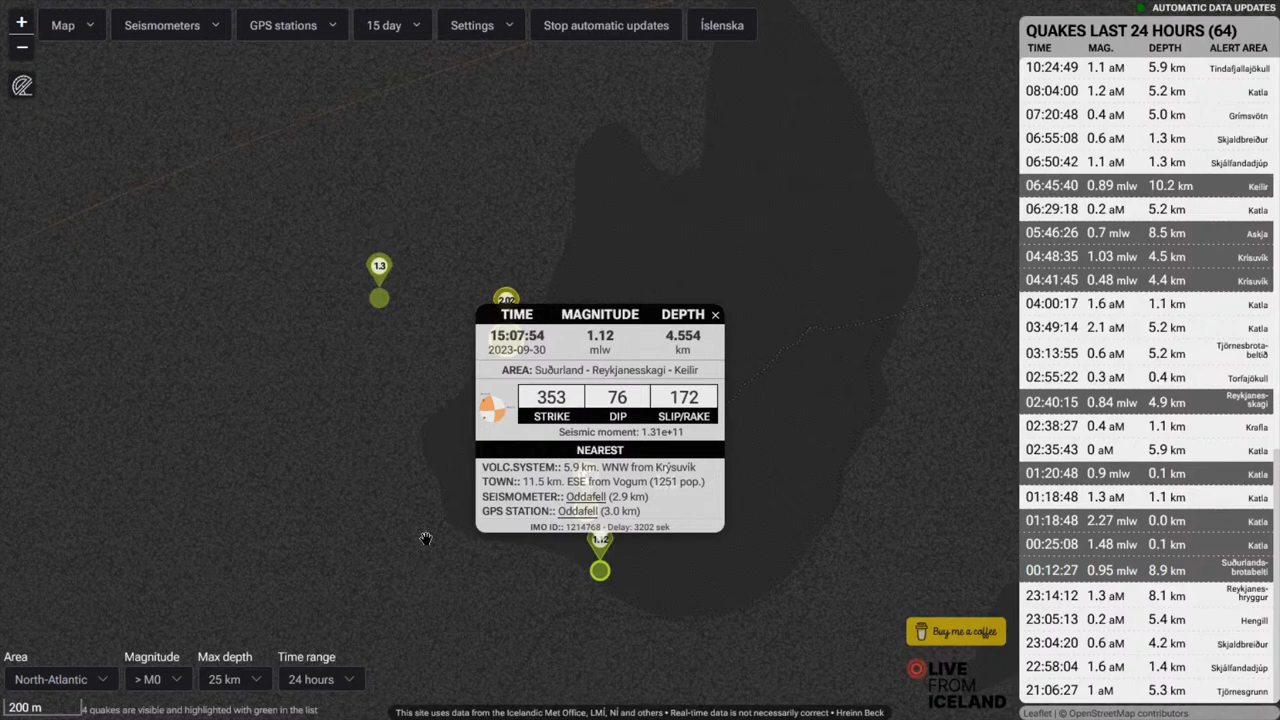 +
Map
Seismometers
GPS stations
15 day
Settings
Stop automatic updates
Íslenska
−
1.3
TIME MAGNITUDE DEPTH ×
15:07:54 1.12 4.554
2023-09-30 mlw km
AREA: Suðurland - Reykjanesskagi - Keilir
353 76 172
STRIKE DIP SLIP/RAKE
Seismic moment: 1.31e+11
NEAREST
VOLC.SYSTEM:: 5.9 km. WNW from Krýsuvík
TOWN:: 11.5 km. ESE from Vogum (1251 pop.)
SEISMOMETER:: Oddafell (2.9 km)
GPS STATION:: Oddafell (3.0 km)
IMO ID:: 1214768 - Delay: 3202 sek
1.12
Area Magnitude Max depth Time range
North-Atlantic > M0 25 km 24 hours
200 m
4 quakes are visible and highlighted with green in the list
This site uses data from the Icelandic Met Office, LMÍ, NÍ and others • Real-time data is not necessarily correct • Hreinn Beck
Buy me a coffee
LIVE
FROM
ICELAND
AUTOMATIC DATA UPDATES
QUAKES LAST 24 HOURS (64)
TIME MAG. DEPTH ALERT AREA
10:24:49 1.1 aM 5.9 km Tindafjallajökull
08:04:00 1.2 aM 5.2 km Katla
07:20:48 0.4 aM 5.0 km Grímsvötn
06:55:08 0.6 aM 1.3 km Skjaldbreiður
06:50:42 1.1 aM 1.3 km Skjálfandadjúp
06:45:40 0.89 mlw 10.2 km Keilir
06:29:18 0.2 aM 5.2 km Katla
05:46:26 0.7 mlw 8.5 km Askja
04:48:35 1.03 mlw 4.5 km Krísuvík
04:41:45 0.48 mlw 4.4 km Krísuvík
04:00:17 1.6 aM 1.1 km Katla
03:49:14 2.1 aM 5.2 km Katla
03:13:55 0.6 aM 5.2 km Tjörnesbrota-
beltið
02:55:22 0.3 aM 0.4 km Torfajökull
02:40:15 0.84 mlw 4.9 km Reykjanes-
skagi
02:38:27 0.4 aM 1.1 km Krafla
02:35:43 0 aM 5.9 km Katla
01:20:48 0.9 mlw 0.1 km Katla
01:18:48 1.3 aM 1.1 km Katla
01:18:48 2.27 mlw 0.0 km Katla
00:25:08 1.48 mlw 0.1 km Katla
00:12:27 0.95 mlw 8.9 km Suðurlands-
brotabelti
23:14:12 1.3 aM 8.1 km Reykjanes-
hryggur
23:05:13 0.2 aM 5.4 km Hengill
23:04:20 0.6 aM 4.2 km Skjaldbreiður
22:58:04 1.6 aM 1.4 km Skjálfandadjúp
21:06:27 1 aM 5.3 km Tjörnesgrunn
Leaflet | © OpenStreetMap contributors